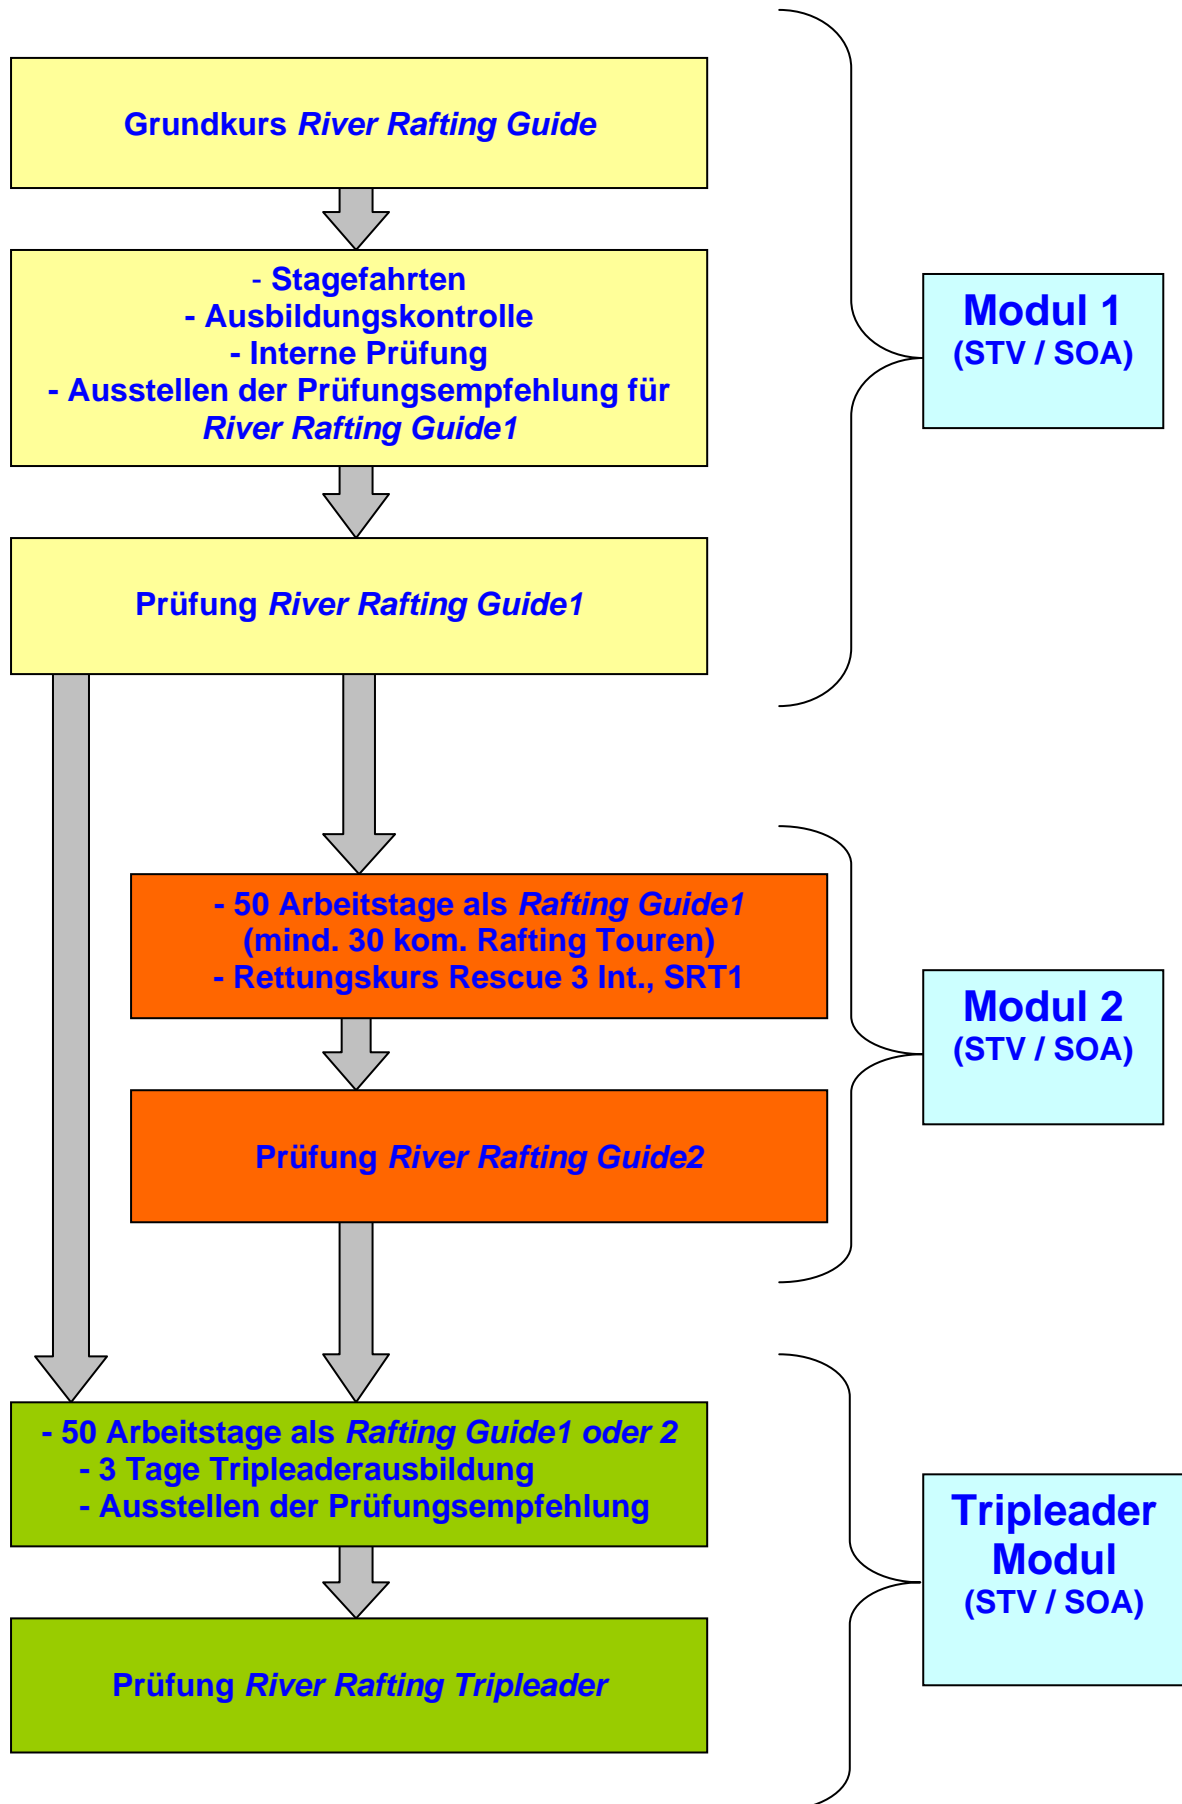 Grundkurs River Rafting Guide
- Stagefahrten
- Ausbildungskontrolle
- Interne Prüfung
- Ausstellen der Prüfungsempfehlung für
River Rafting Guide1
Prüfung River Rafting Guide1
Modul 1
(STV / SOA)
- 50 Arbeitstage als Rafting Guide1
(mind. 30 kom. Rafting Touren)
- Rettungskurs Rescue 3 Int., SRT1
Prüfung River Rafting Guide2
Modul 2
(STV / SOA)
- 50 Arbeitstage als Rafting Guide1 oder 2
- 3 Tage Tripleaderausbildung
- Ausstellen der Prüfungsempfehlung
Prüfung River Rafting Tripleader
Tripleader
Modul
(STV / SOA)